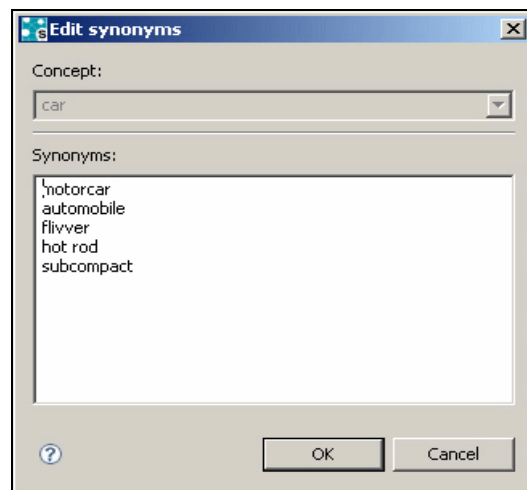 Edit synonyms
Concept:
car
Synonyms:
motorcar
automobile
flivver
hot rod
subcompact
OK
Cancel